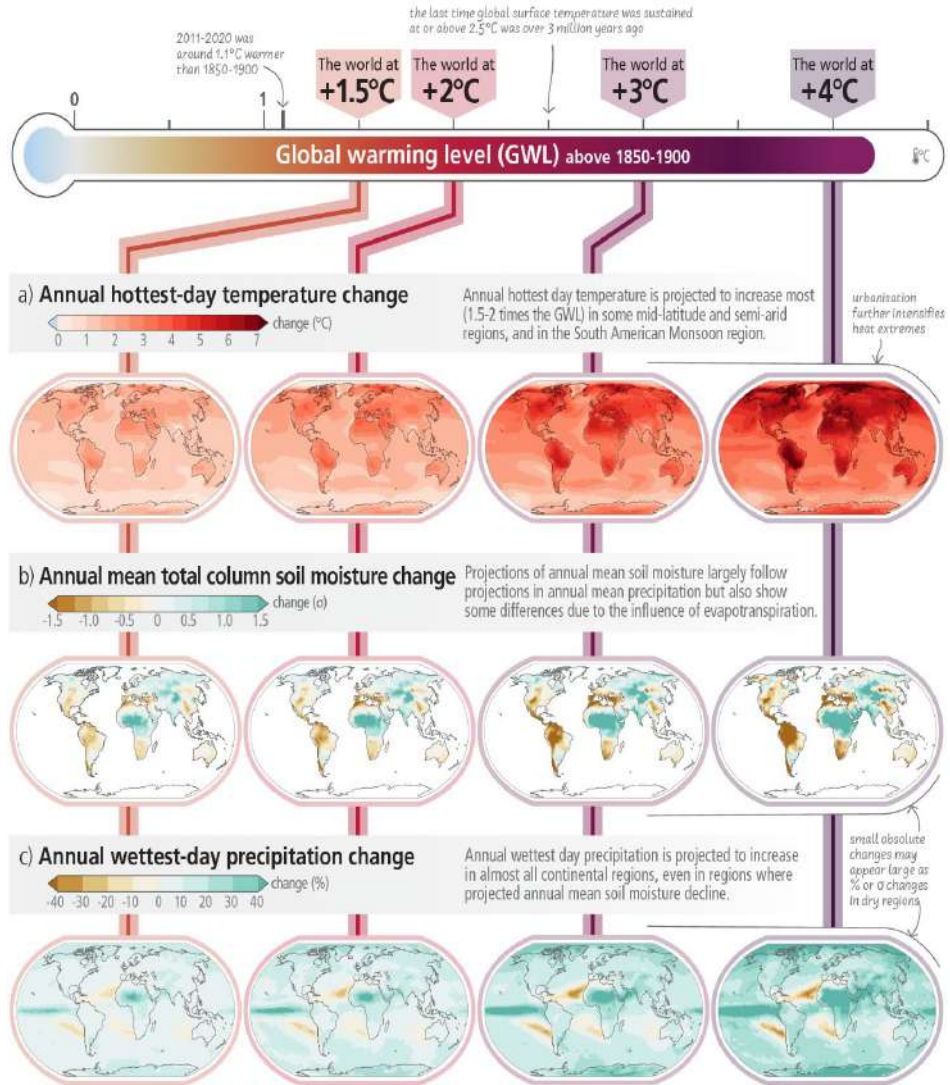 the last time global surface temperature was sustained
at or above 2.5°C was over 3 million years ago
2011-2020 was
around 1.1°C warmer
than 1850-1900
The world at
+1.5°C
The world at
+2°C
The world at
+3°C
The world at
+4°C
0
1
Global warming level (GWL) above 1850-1900
°C
a) Annual hottest-day temperature change
change (°C)
0 1 2 3 4 5 6 7
Annual hottest day temperature is projected to increase most
(1.5-2 times the GWL) in some mid-latitude and semi-arid
regions, and in the South American Monsoon region.
urbanisation
further intensifies
heat extremes
b) Annual mean total column soil moisture change
change (σ)
-1.5 -1.0 -0.5 0 0.5 1.0 1.5
Projections of annual mean soil moisture largely follow
projections in annual mean precipitation but also show
some differences due to the influence of evapotranspiration.
c) Annual wettest-day precipitation change
change (%)
-40 -30 -20 -10 0 10 20 30 40
Annual wettest day precipitation is projected to increase
in almost all continental regions, even in regions where
projected annual mean soil moisture decline.
small absolute
changes may
appear large as
% or σ changes
in dry regions